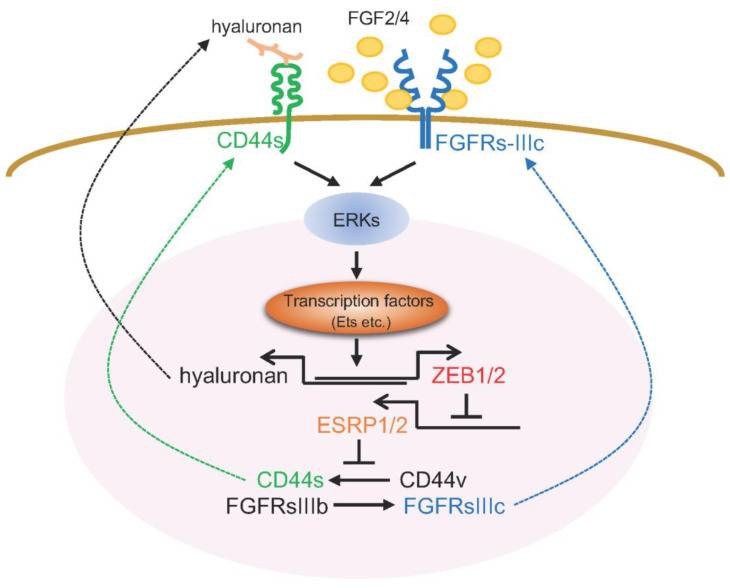 hyaluronan
FGF2/4
CD44s
FGFRs-IIIc
ERKs
Transcription factors
(Ets etc.)
hyaluronan
ZEB1/2
ESRP1/2
CD44s
CD44v
FGFRsIIIb
FGFRsIIIc